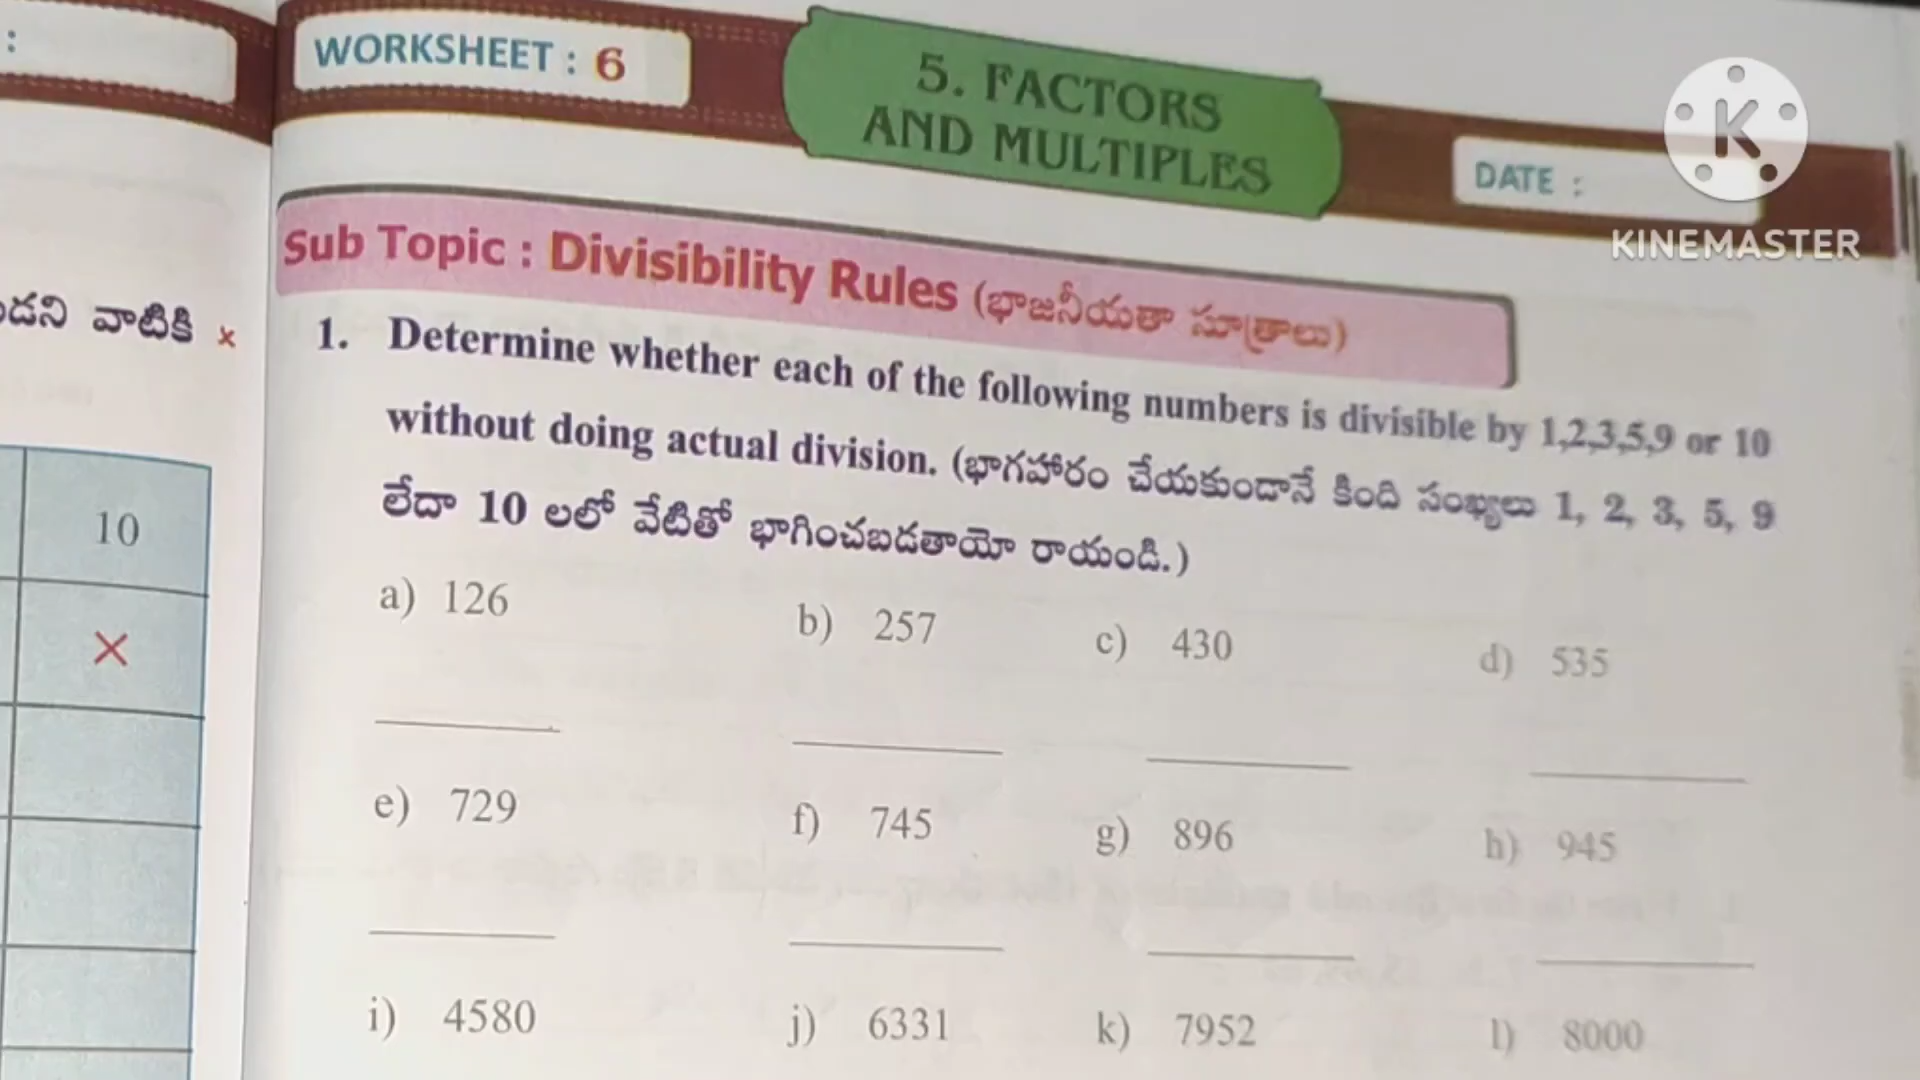 :
WORKSHEET : 6
5. FACTORS
AND MULTIPLES
DATE :
K
KINEMASTER
Sub Topic : Divisibility Rules (భాజనీయతా సూత్రాలు)
వాటికి ×
1. Determine whether each of the following numbers is divisible by 1,2,3,5,9 or 10
without doing actual division. (భాగహారం చేయకుండానే కింది సంఖ్యలు 1, 2, 3, 5, 9
లేదా 10 లలో వేటితో భాగించబడతాయో రాయండి.)
10
×
a) 126 b) 257 c) 430 d) 535
e) 729 f) 745 g) 896 h) 945
i) 4580 j) 6331 k) 7952 l) 8000